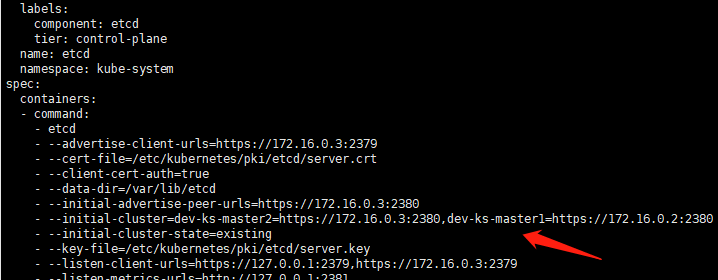 labels:
component: etcd
tier: control-plane
name: etcd
namespace: kube-system
spec:
containers:
- command:
- etcd
- --advertise-client-urls=https://172.16.0.3:2379
- --cert-file=/etc/kubernetes/pki/etcd/server.crt
- --client-cert-auth=true
- --data-dir=/var/lib/etcd
- --initial-advertise-peer-urls=https://172.16.0.3:2380
- --initial-cluster=dev-ks-master2=https://172.16.0.3:2380,dev-ks-master1=https://172.16.0.2:2380
- --initial-cluster-state=existing
- --key-file=/etc/kubernetes/pki/etcd/server.key
- --listen-client-urls=https://127.0.0.1:2379,https://172.16.0.3:2379
- --listen-metrics-urls=http://127.0.0.1:2381